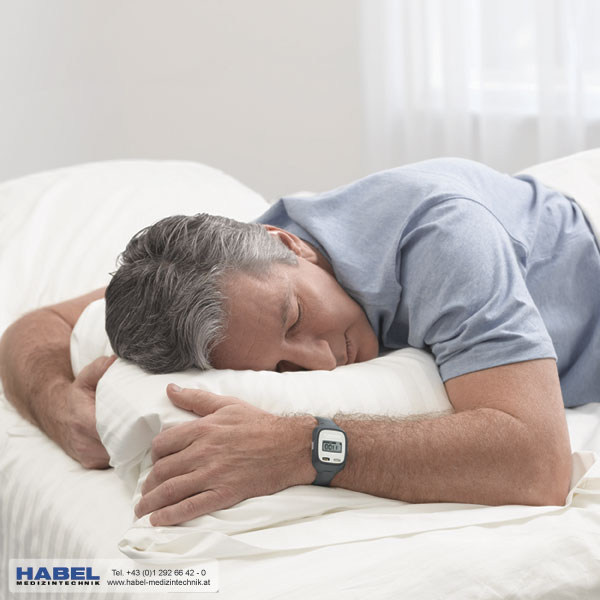 HABEL
MEDIZINTECHNIK
Tel. +43 (0)1 292 66 42 - 0
www.habel-medizintechnik.at